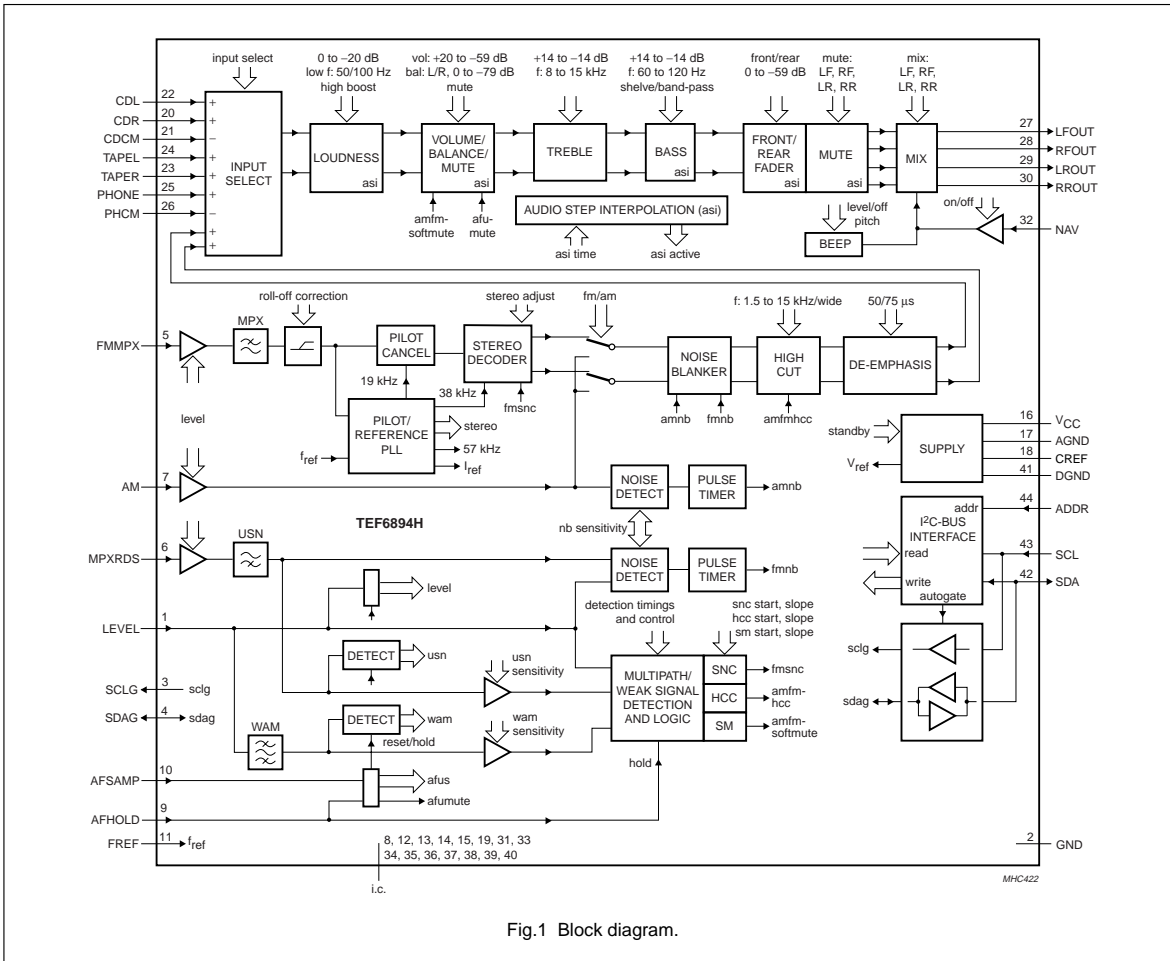 input select
0 to −20 dB
low f: 50/100 Hz
high boost
vol: +20 to −59 dB
bal: L/R, 0 to −79 dB
mute
+14 to −14 dB
f: 8 to 15 kHz
+14 to −14 dB
f: 60 to 120 Hz
shelve/band-pass
front/rear
0 to −59 dB
mute:
LF, RF,
LR, RR
mix:
LF, RF,
LR, RR
CDL
22
+
CDR
20
+
CDCM
21
−
TAPEL
24
+
TAPER
23
+
PHONE
25
+
PHCM
26
−
+
+
INPUT
SELECT
LOUDNESS
asi
VOLUME/
BALANCE/
MUTE
asi
TREBLE
BASS
asi
FRONT/
REAR
FADER
asi
MUTE
asi
MIX
27
LFOUT
28
RFOUT
29
LROUT
30
RROUT
amfm-
softmute
afu-
mute
AUDIO STEP INTERPOLATION (asi)
asi time
asi active
level/off
pitch
BEEP
on/off
32
NAV
roll-off correction
stereo adjust
fm/am
f: 1.5 to 15 kHz/wide
50/75 μs
FMMPX
5
MPX
PILOT
CANCEL
STEREO
DECODER
NOISE
BLANKER
HIGH
CUT
DE-EMPHASIS
19 kHz
38 kHz
fmsnc
amnb
fmnb
amfmhcc
level
PILOT/
REFERENCE
PLL
stereo
57 kHz
fref
Iref
standby
SUPPLY
Vref
16
VCC
17
AGND
18
CREF
41
DGND
AM
7
NOISE
DETECT
PULSE
TIMER
amnb
TEF6894H
nb sensitivity
addr
44
ADDR
I2C-BUS
INTERFACE
read
43
SCL
write
42
SDA
autogate
MPXRDS
6
USN
NOISE
DETECT
PULSE
TIMER
fmnb
level
detection timings
and control
snc start, slope
hcc start, slope
sm start, slope
LEVEL
1
DETECT
usn
usn
sensitivity
MULTIPATH/
WEAK SIGNAL
DETECTION
AND LOGIC
SNC
fmsnc
HCC
amfm-
hcc
SM
amfm-
softmute
sclg
sdag
SCLG
3
sclg
SDAG
4
sdag
WAM
DETECT
wam
reset/hold
wam
sensitivity
hold
AFSAMP
10
afus
afumute
AFHOLD
9
FREF
11
fref
8, 12, 13, 14, 15, 19, 31, 33
34, 35, 36, 37, 38, 39, 40
i.c.
2
GND
MHC422
Fig.1 Block diagram.